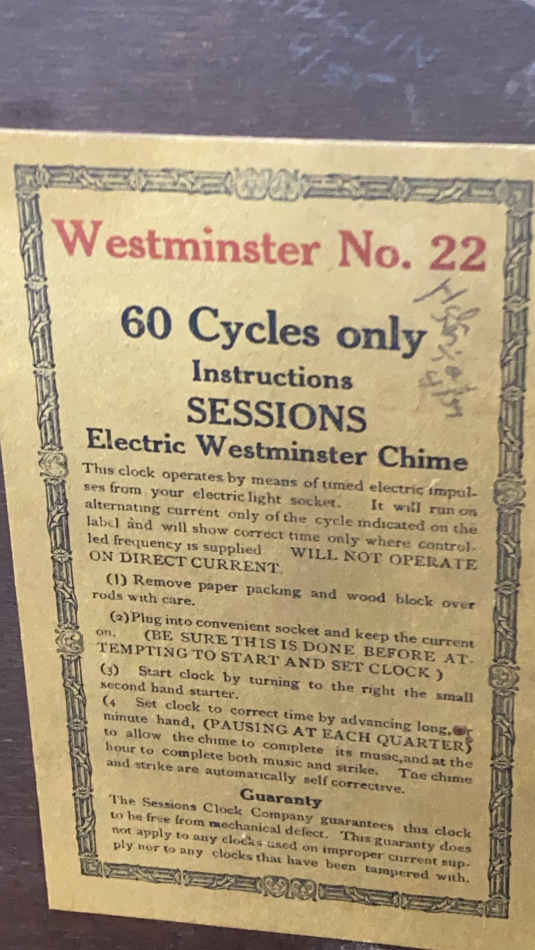 Westminster No. 22
60 Cycles only
Instructions
SESSIONS
Electric Westminster Chime
This clock operates by means of timed electric impul-
ses from your electric light socket. It will run on
alternating current only of the cycle indicated on the
label and will show correct time only where control-
led frequency is supplied WILL NOT OPERATE
ON DIRECT CURRENT.
(1) Remove paper packing and wood block over
rods with care.
(2)Plug into convenient socket and keep the current
on. (BE SURE THIS IS DONE BEFORE AT-
TEMPTING TO START AND SET CLOCK )
(3) Start clock by turning to the right the small
second hand starter.
(4 Set clock to correct time by advancing long, or
minute hand, (PAUSING AT EACH QUARTER)
to allow the chime to complete its music,and at the
hour to complete both music and strike. The chime
and strike are automatically self corrective.
Guaranty
The Sessions Clock Company guarantees this clock
to be free from mechanical defect. This guaranty does
not apply to any clocks used on improper current sup-
ply nor to any clocks that have been tampered with.